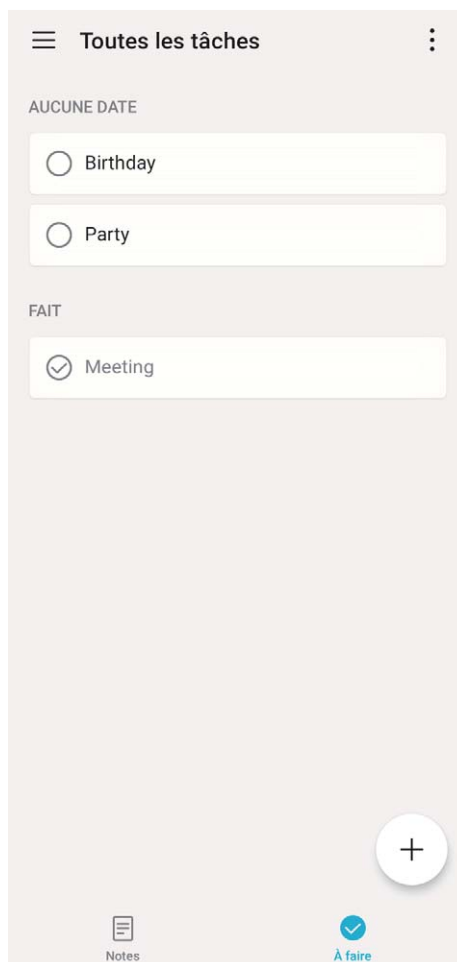 Toutes les tâches
AUCUNE DATE
Birthday
Party
FAIT
Meeting
Notes
À faire